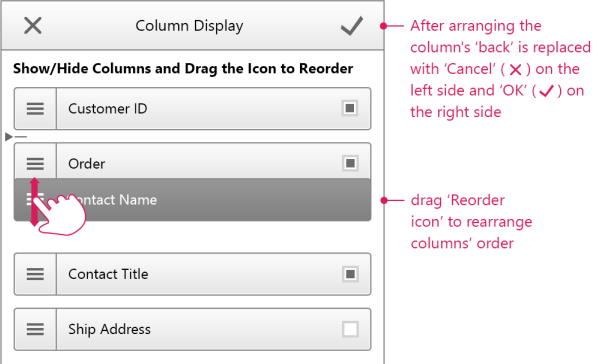 Column Display
Show/Hide Columns and Drag the Icon to Reorder
Customer ID
Order
Contact Name
Contact Title
Ship Address
After arranging the
column's 'back' is replaced
with 'Cancel' ( ✕ ) on the
left side and 'OK' ( ✓ ) on
the right side
drag 'Reorder
icon' to rearrange
columns' order